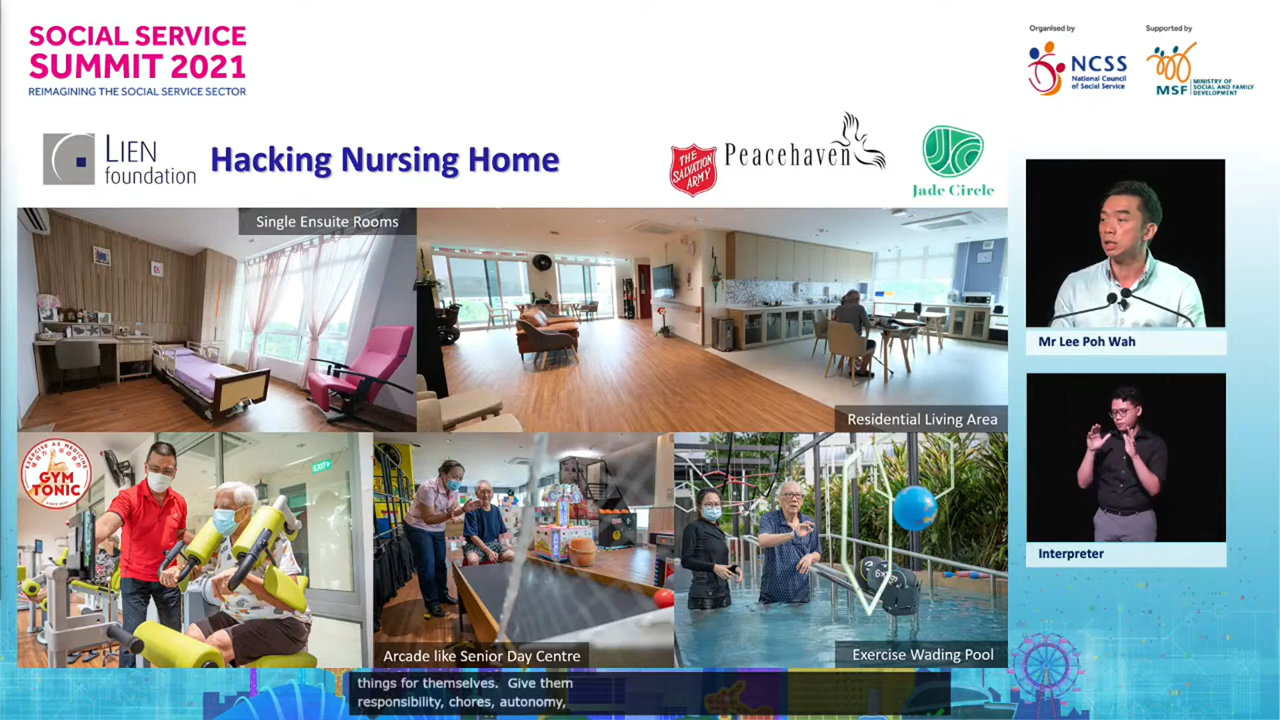 SOCIAL SERVICE
SUMMIT 2021
REIMAGINING THE SOCIAL SERVICE SECTOR
Organised by
NCSS
National Council
of Social Service
Supported by
MSF
MINISTRY OF
SOCIAL AND FAMILY
DEVELOPMENT
LIEN
foundation
Hacking Nursing Home
THE
SALVATION
ARMY
Peacehaven
Jade Circle
Single Ensuite Rooms
Residential Living Area
EXERCISE AS MEDICINE
GYM
TONIC
EXIT
Arcade like Senior Day Centre
Exercise Wading Pool
Mr Lee Poh Wah
Interpreter
things for themselves. Give them
responsibility, chores, autonomy,